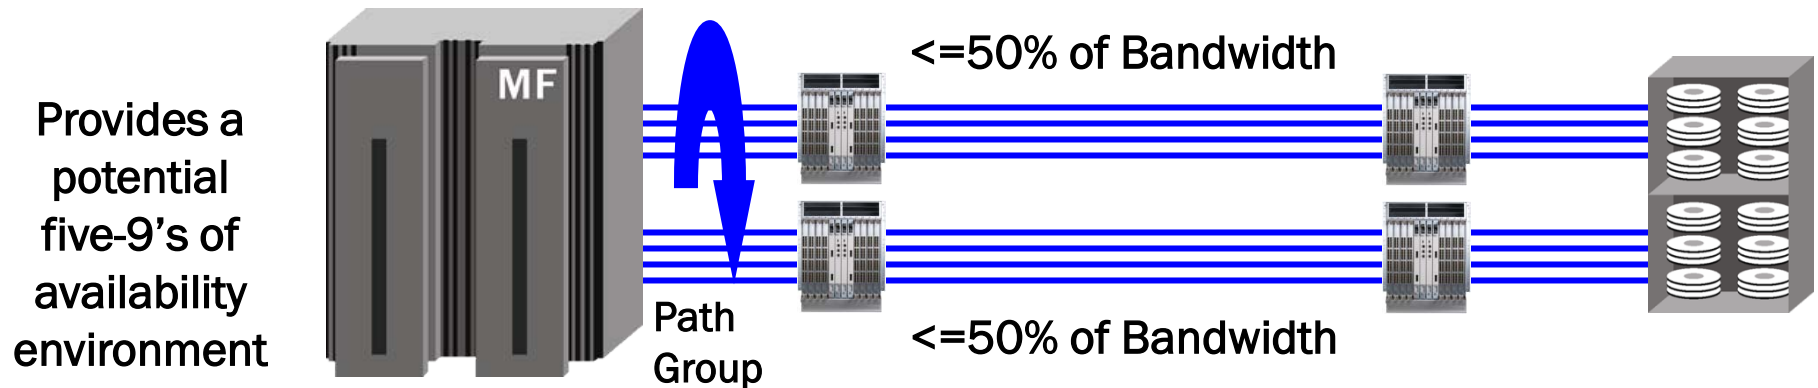 Provides a
potential
five-9’s of
availability
environment
MF
<=50% of Bandwidth
Path
Group
<=50% of Bandwidth